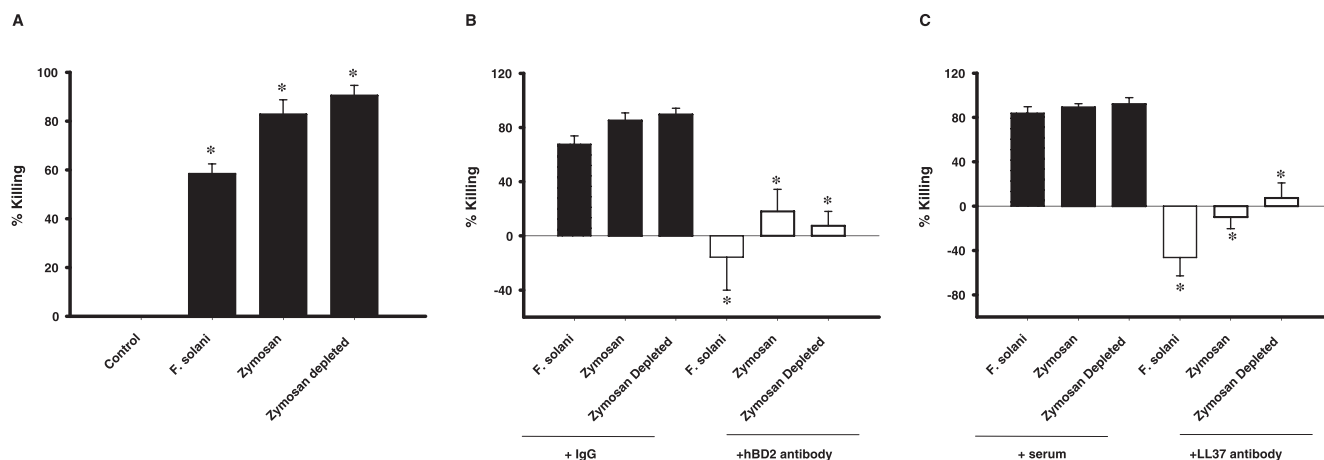 A
% Killing
100
80
60
40
20
0
*
*
*
Control
F. solani
Zymosan
Zymosan depleted
B
% Killing
120
80
40
0
-40
*
*
*
F. solani
Zymosan
Zymosan Depleted
F. solani
Zymosan
Zymosan Depleted
+ IgG
+hBD2 antibody
C
% Killing
120
80
40
0
-40
-80
*
*
*
F. solani
Zymosan
Zymosan Depleted
F. solani
Zymosan
Zymosan Depleted
+ serum
+LL37 antibody